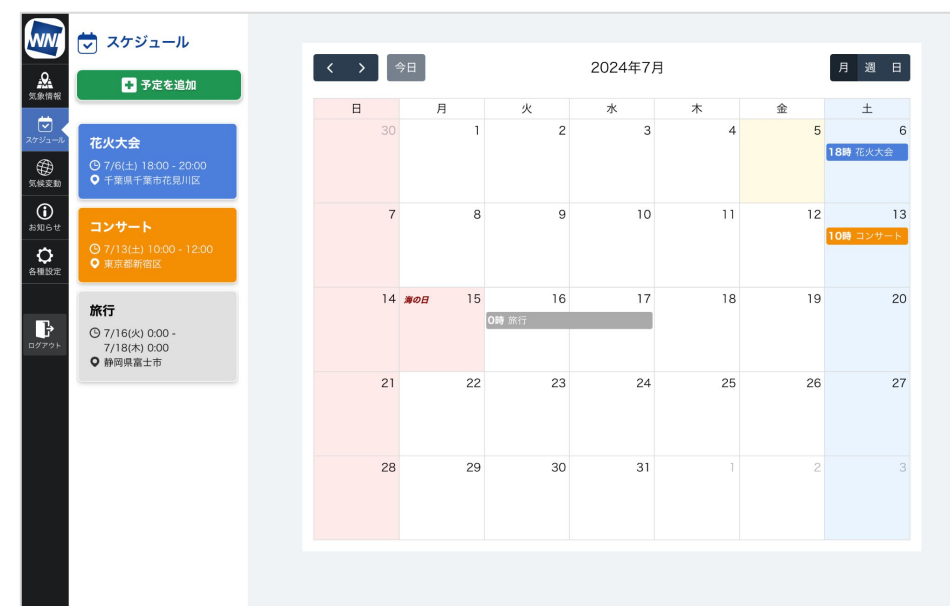 WNI
気象情報
スケジュール
気候変動
お知らせ
各種設定
ログアウト
スケジュール
予定を追加
花火大会
7/6(土) 18:00 - 20:00
千葉県千葉市花見川区
コンサート
7/13(土) 10:00 - 12:00
東京都新宿区
旅行
7/16(火) 0:00 -
7/18(木) 0:00
静岡県富士市
今日
2024年7月
月 週 日
日 月 火 水 木 金 土
30 1 2 3 4 5 6
18時 花火大会
7 8 9 10 11 12 13
10時 コンサート
14 海の日 15 16 17 18 19 20
0時 旅行
21 22 23 24 25 26 27
28 29 30 31 1 2 3